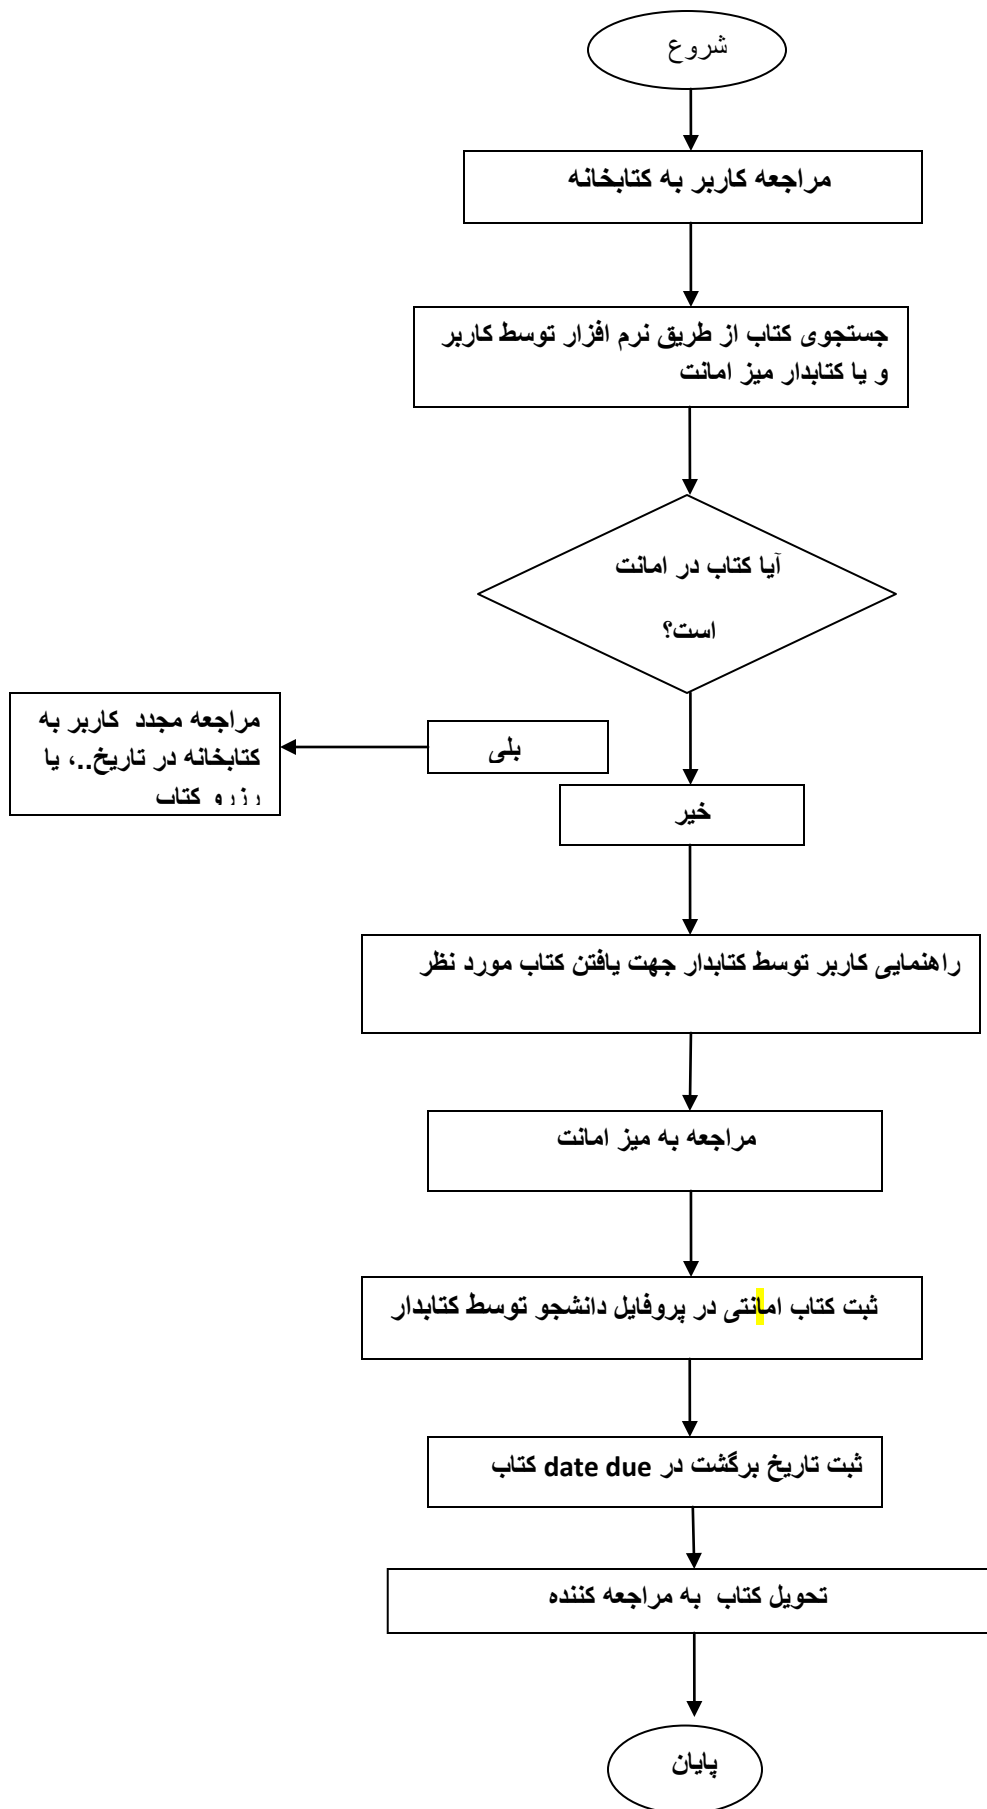 شروع
مراجعه کاربر به کتابخانه
جستجوی کتاب از طریق نرم افزار توسط کاربر
و یا کتابدار میز امانت
آیا کتاب در امانت
است؟
مراجعه مجدد کاربر به
کتابخانه در تاریخ..، یا
رزرو کتاب
بلی
خیر
راهنمایی کاربر توسط کتابدار جهت یافتن کتاب مورد نظر
مراجعه به میز امانت
ثبت کتاب امانتی در پروفایل دانشجو توسط کتابدار
ثبت تاریخ برگشت در date due کتاب
تحویل کتاب به مراجعه کننده
پایان